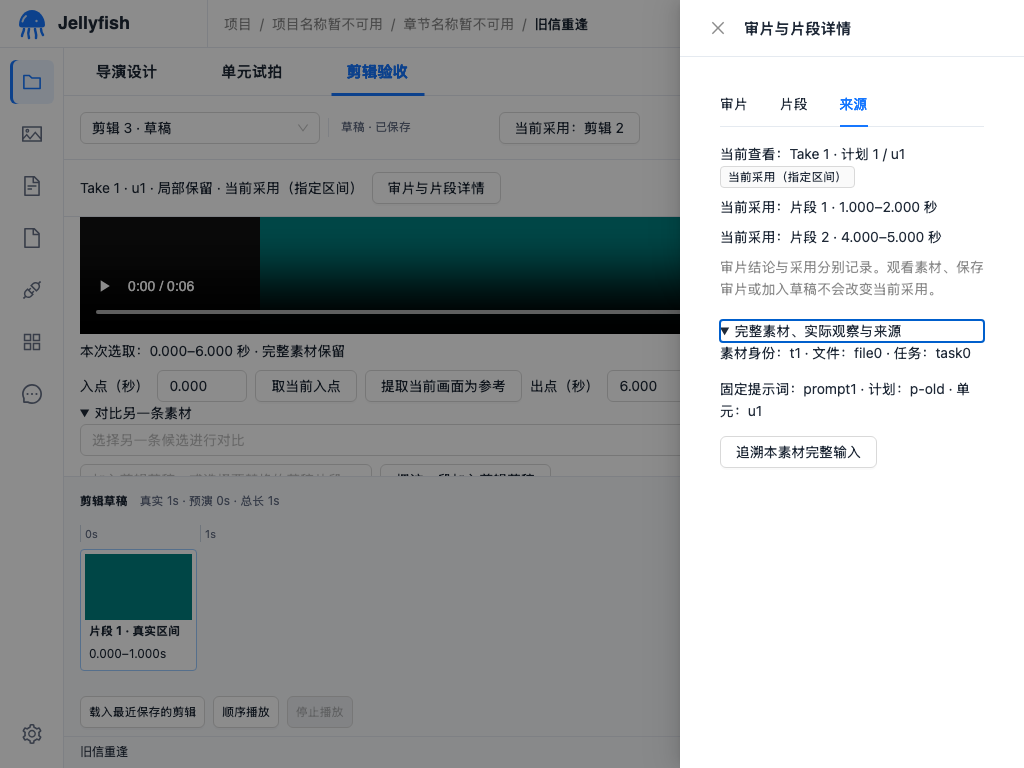 Jellyfish
项目 / 项目名称暂不可用 / 章节名称暂不可用 / 旧信重逢
导演设计 单元试拍 剪辑验收
剪辑 3 · 草稿
草稿 · 已保存
当前采用：剪辑 2
Take 1 · u1 · 局部保留 · 当前采用（指定区间）
审片与片段详情
0:00 / 0:06
本次选取：0.000–6.000 秒 · 完整素材保留
入点（秒） 0.000 取当前入点 提取当前画面为参考 出点（秒） 6.000
▼ 对比另一条素材
选择另一条候选进行对比
剪辑草稿 真实 1s · 预演 0s · 总长 1s
0s 1s
片段 1 · 真实区间
0.000–1.000s
载入最近保存的剪辑 顺序播放 停止播放
旧信重逢
审片与片段详情
审片 片段 来源
当前查看：Take 1 · 计划 1 / u1
当前采用（指定区间）
当前采用：片段 1 · 1.000–2.000 秒
当前采用：片段 2 · 4.000–5.000 秒
审片结论与采用分别记录。观看素材、保存
审片或加入草稿不会改变当前采用。
▼ 完整素材、实际观察与来源
素材身份：t1 · 文件：file0 · 任务：task0
固定提示词：prompt1 · 计划：p-old · 单
元：u1
追溯本素材完整输入